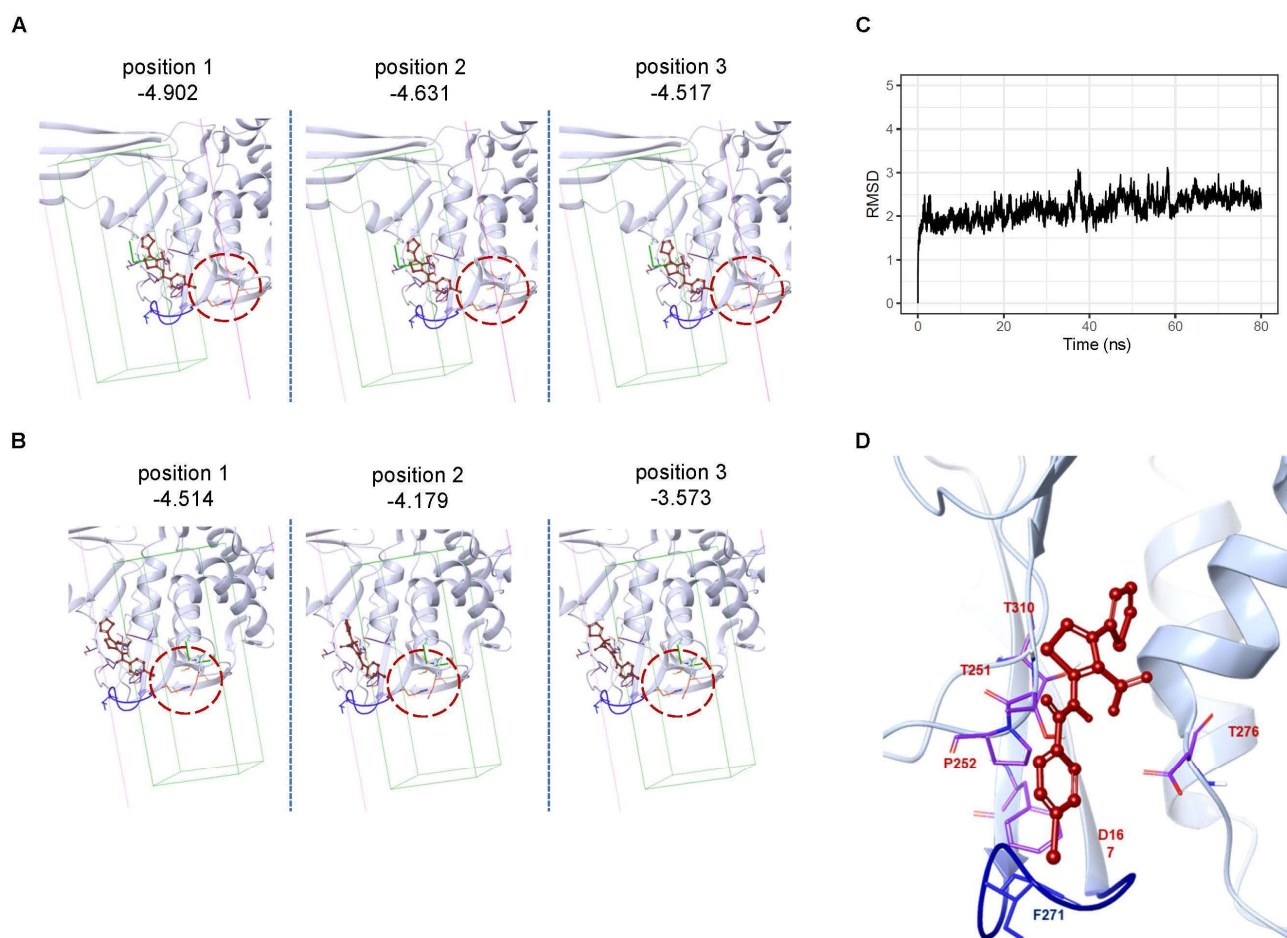 A
position 1
-4.902
position 2
-4.631
position 3
-4.517
B
position 1
-4.514
position 2
-4.179
position 3
-3.573
C
RMSD
5
4
3
2
1
0
0
20
40
60
80
Time (ns)
D
T310
T251
P252
T276
D16
7
F271